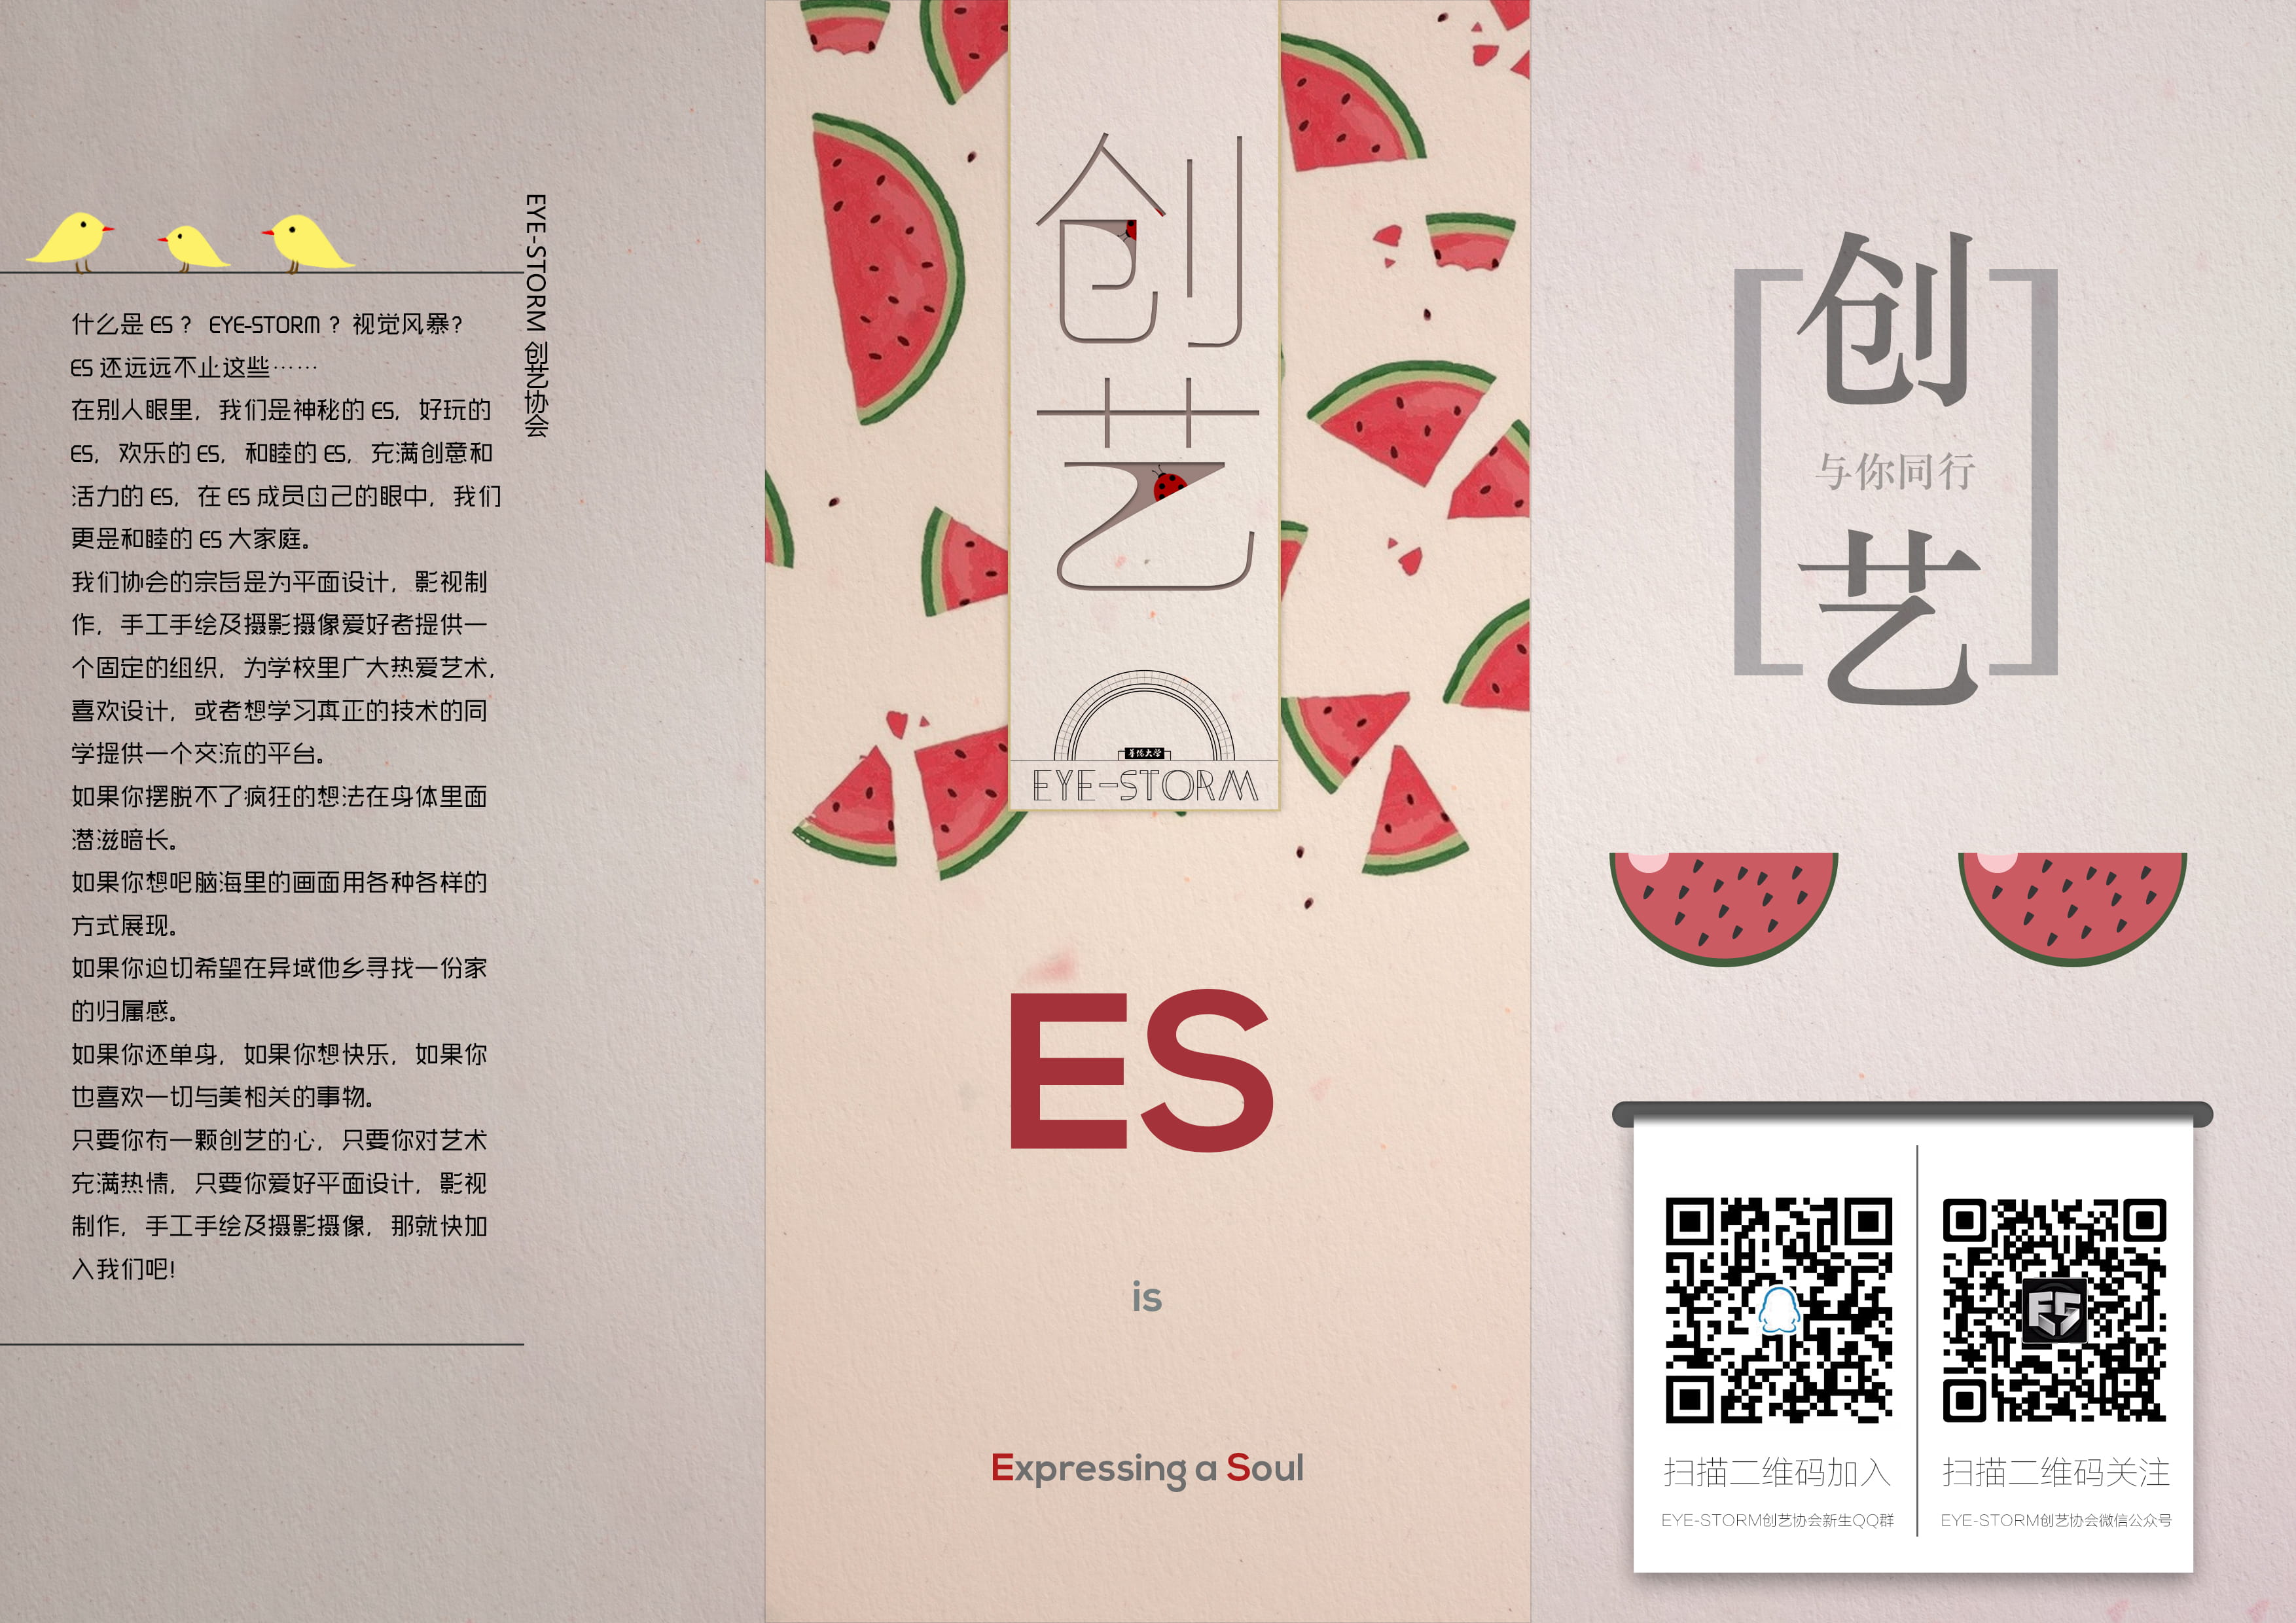 EYE-STORM 创艺协会
什么是 ES ？ EYE-STORM ？视觉风暴？
ES 还远远不止这些……
在别人眼里，我们是神秘的 ES，好玩的
ES，欢乐的 ES，和睦的 ES，充满创意和
活力的 ES，在 ES 成员自己的眼中，我们
更是和睦的 ES 大家庭。
我们协会的宗旨是为平面设计，影视制
作，手工手绘及摄影摄像爱好者提供一
个固定的组织，为学校里广大热爱艺术，
喜欢设计，或者想学习真正的技术的同
学提供一个交流的平台。
如果你摆脱不了疯狂的想法在身体里面
潜滋暗长。
如果你想吧脑海里的画面用各种各样的
方式展现。
如果你迫切希望在异域他乡寻找一份家
的归属感。
如果你还单身，如果你想快乐，如果你
也喜欢一切与美相关的事物。
只要你有一颗创艺的心，只要你对艺术
充满热情，只要你爱好平面设计，影视
制作，手工手绘及摄影摄像，那就快加
入我们吧！
创
艺
华侨大学
EYE-STORM
ES
is
Expressing a Soul
创
与你同行
艺
扫描二维码加入
EYE-STORM创艺协会新生QQ群
扫描二维码关注
EYE-STORM创艺协会微信公众号